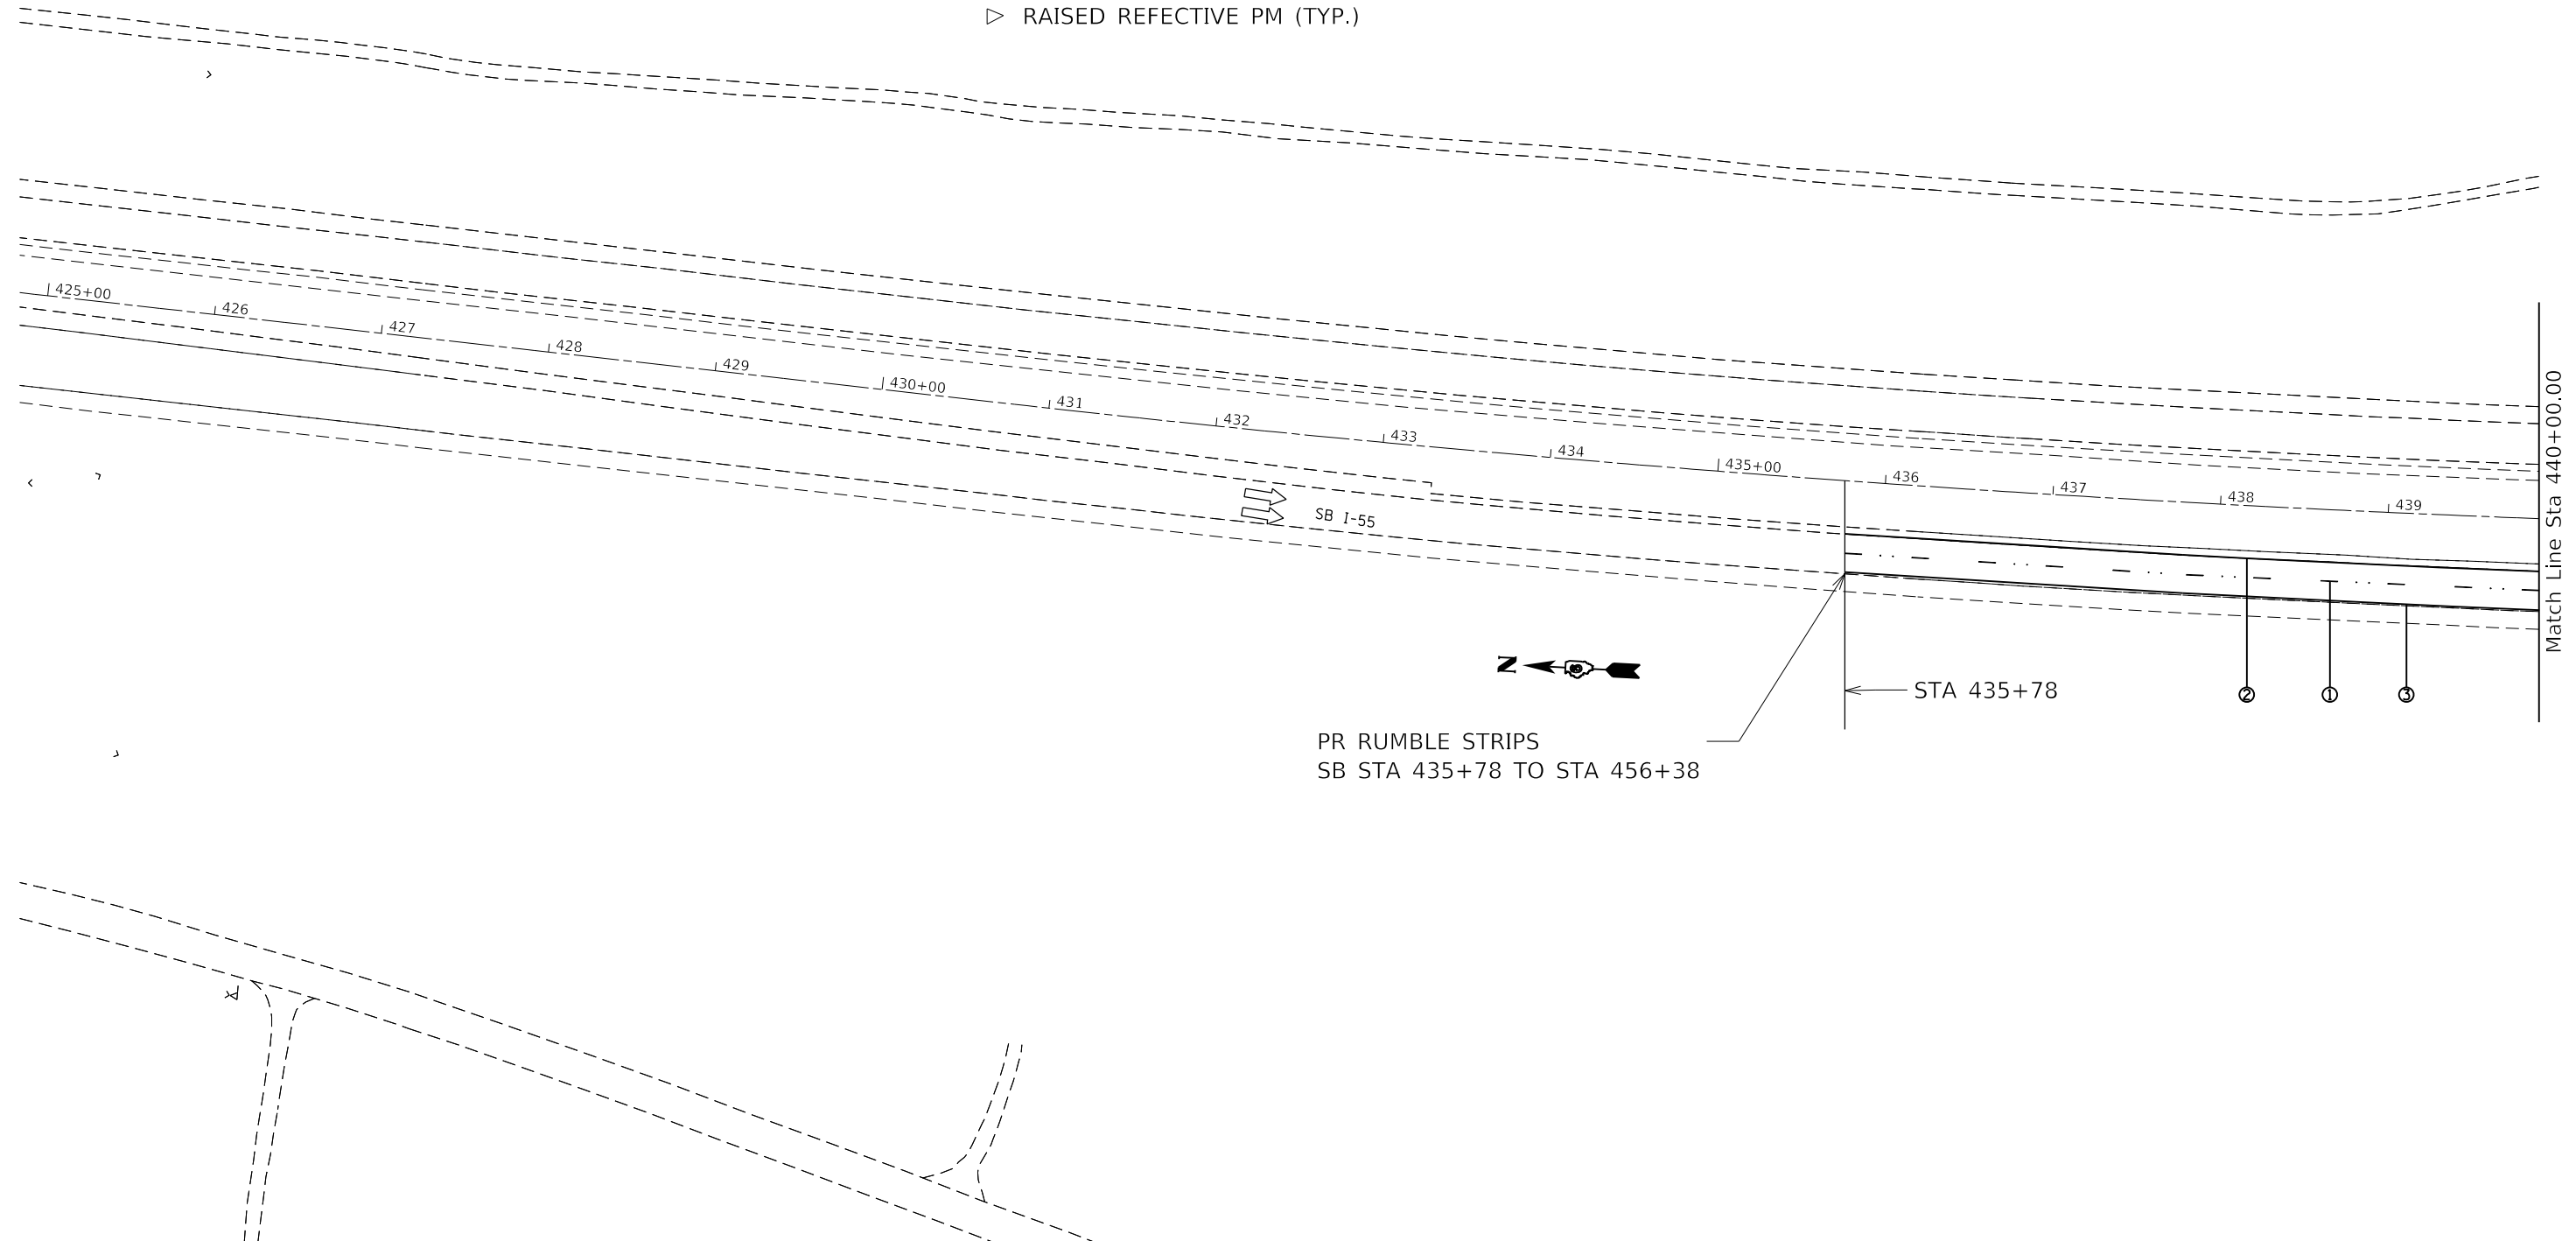 ▷ RAISED REFECTIVE PM (TYP.)
425+00
426
427
428
429
430+00
431
432
433
434
435+00
436
437
438
439
Match Line Sta 440+00.00
SB I-55
N
STA 435+78
② ① ③
PR RUMBLE STRIPS
SB STA 435+78 TO STA 456+38